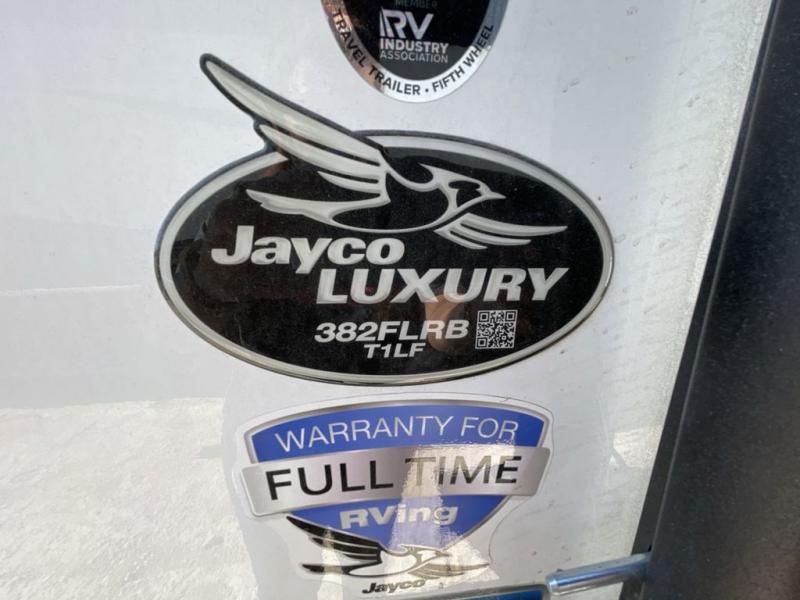 MEMBER
RV
INDUSTRY
ASSOCIATION
TRAVEL TRAILER • FIFTH WHEEL
Jayco
LUXURY
382FLRB
T1LF
WARRANTY FOR
FULL TIME
RVing
Jayco